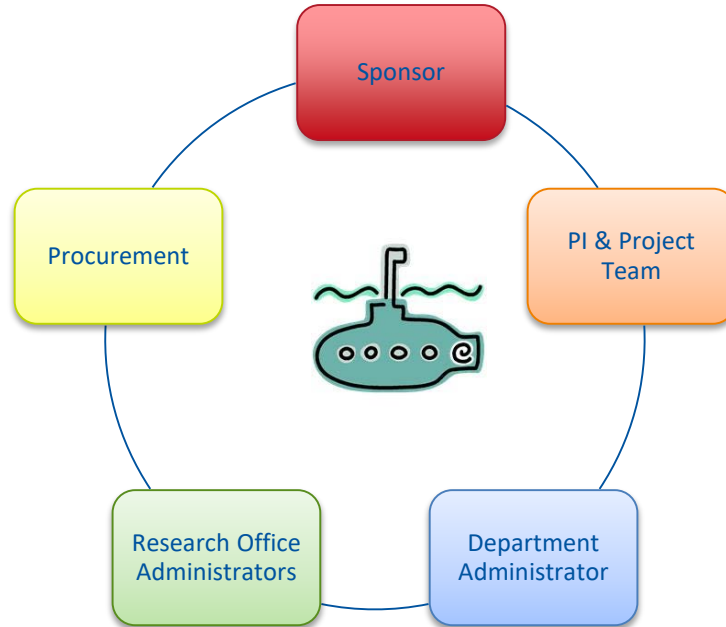 Sponsor
PI & Project
Team
Department
Administrator
Research Office
Administrators
Procurement